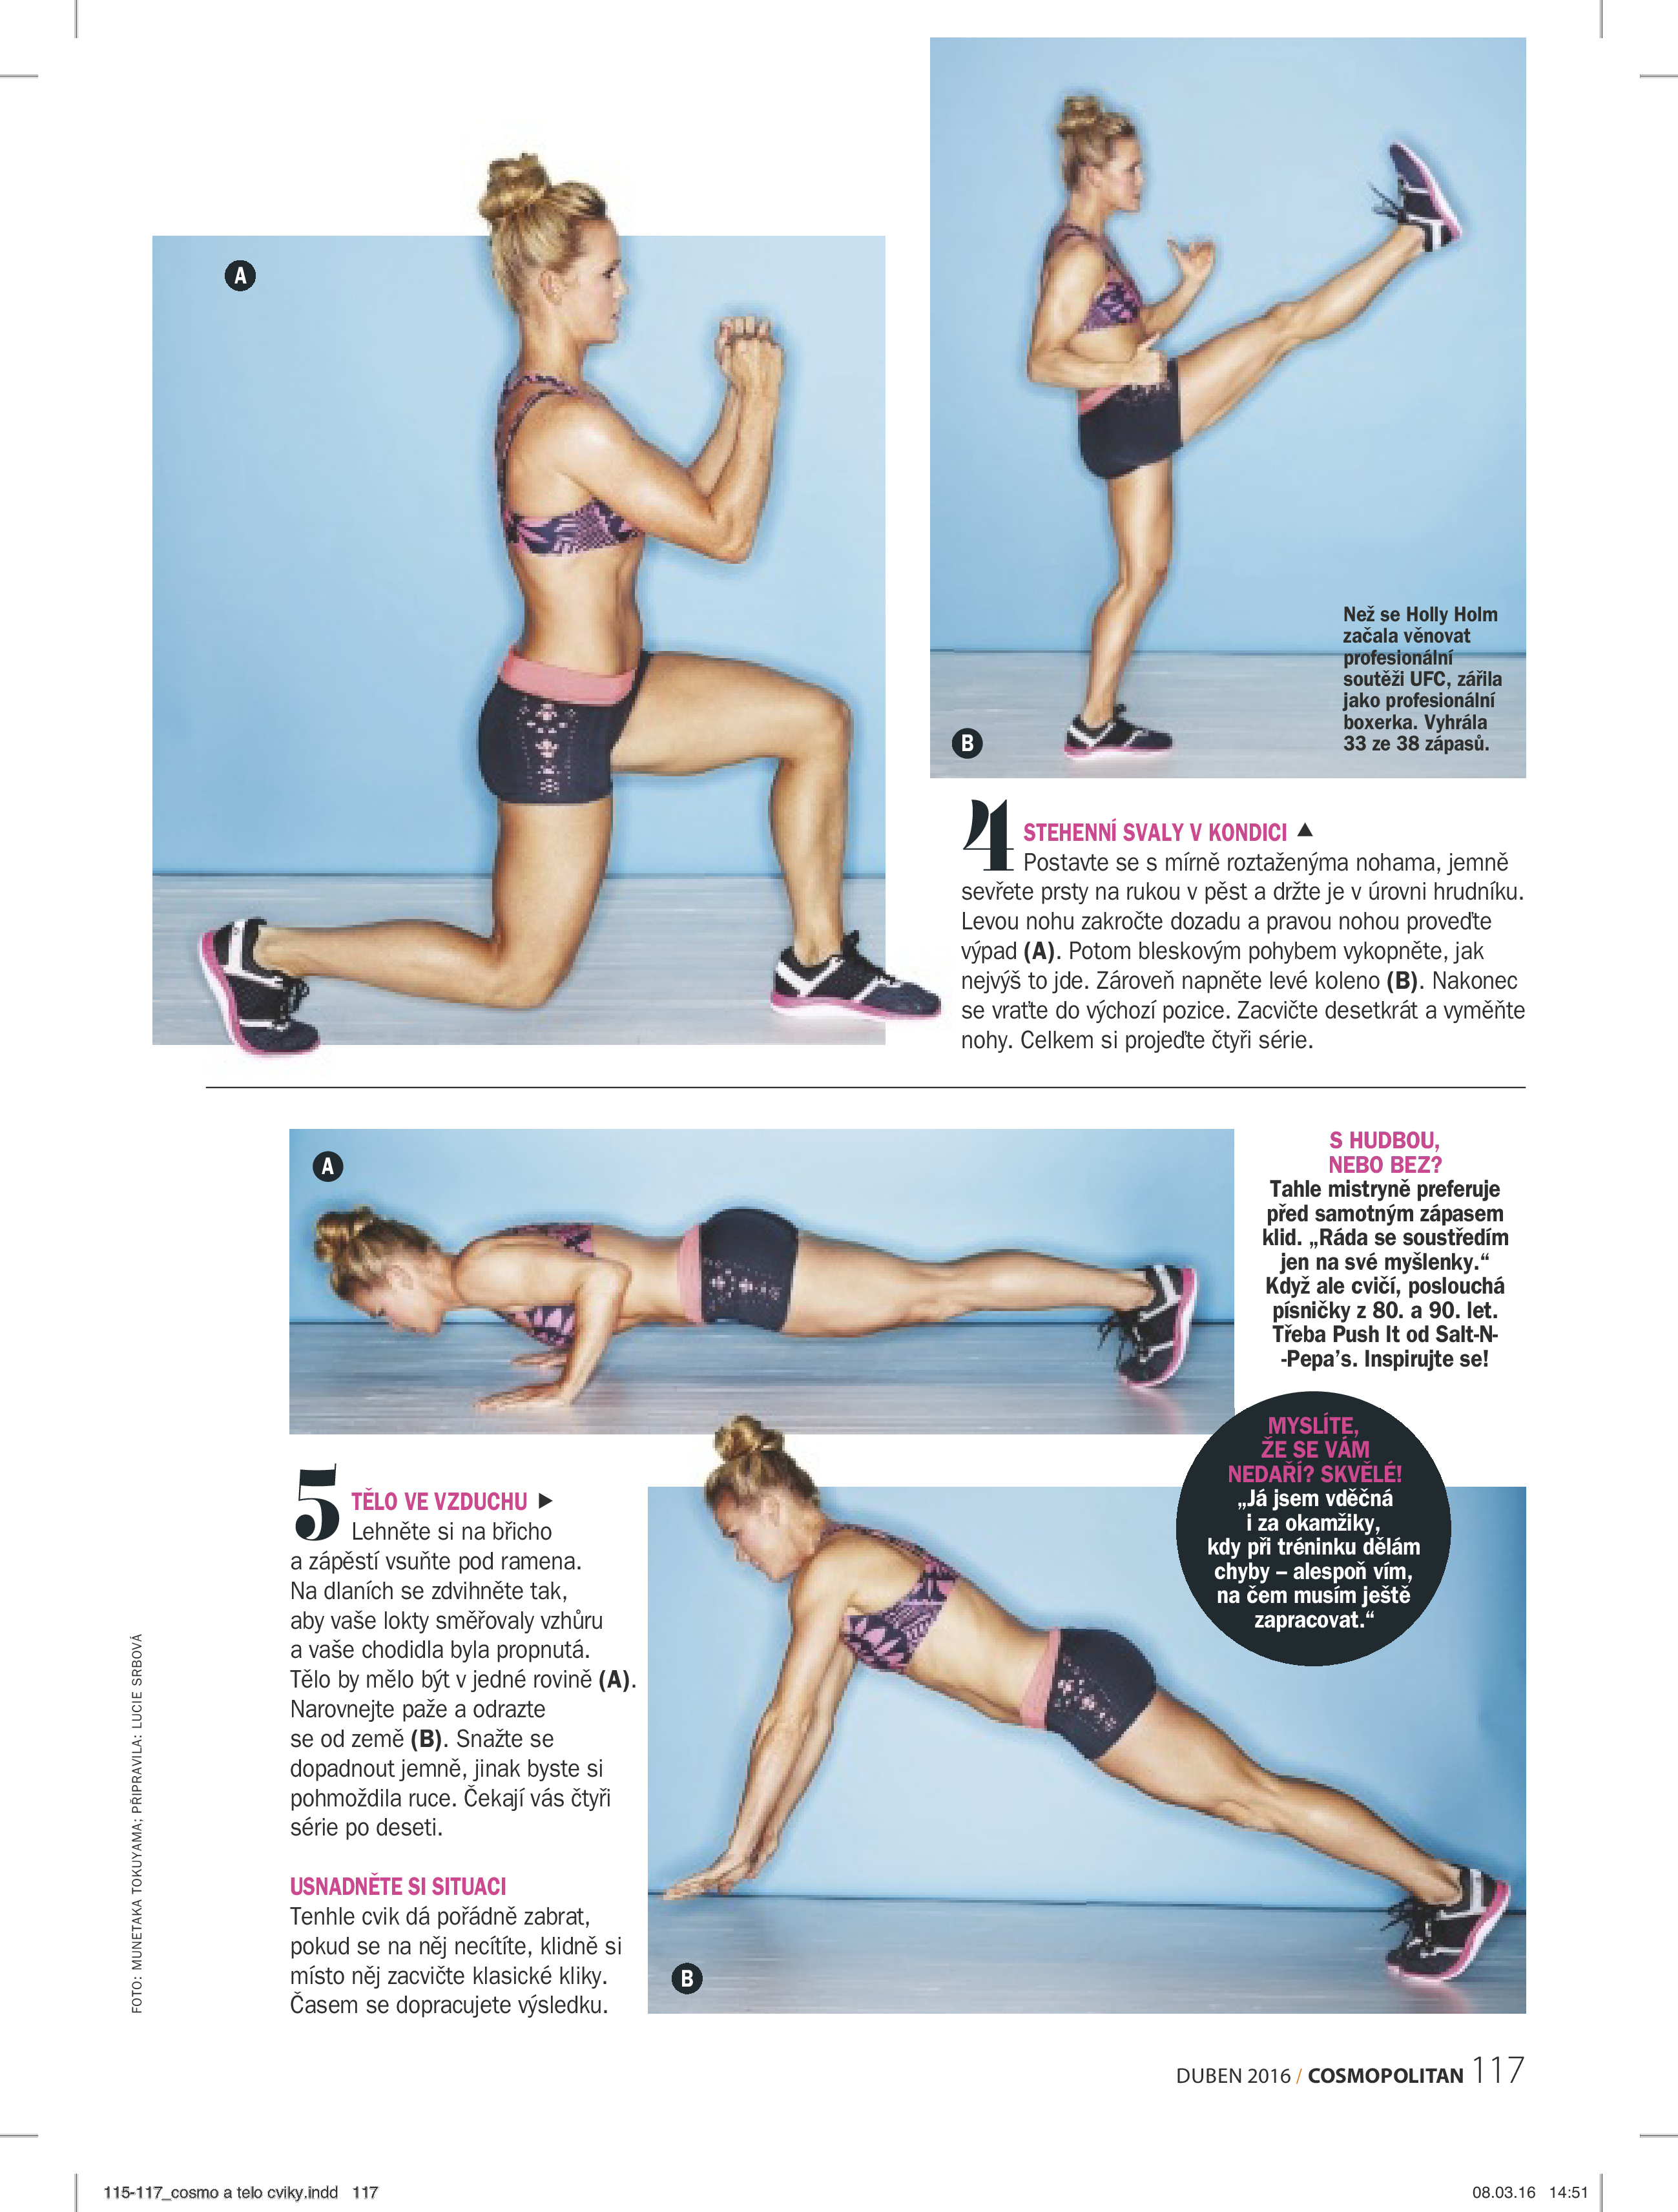 A
Než se Holly Holm
začala věnovat
profesionální
soutěži UFC, zářila
jako profesionální
boxerka. Vyhrála
33 ze 38 zápasů.
B
4 STEHENNÍ SVALY V KONDICI ▲
Postavte se s mírně roztaženýma nohama, jemně
sevřete prsty na rukou v pěst a držte je v úrovni hrudníku.
Levou nohu zakročte dozadu a pravou nohou proveďte
výpad (A). Potom bleskovým pohybem vykopněte, jak
nejvýš to jde. Zároveň napněte levé koleno (B). Nakonec
se vraťte do výchozí pozice. Zacvičte desetkrát a vyměňte
nohy. Celkem si projeďte čtyři série.
A
S HUDBOU,
NEBO BEZ?
Tahle mistryně preferuje
před samotným zápasem
klid. „Ráda se soustředím
jen na své myšlenky.“
Když ale cvičí, poslouchá
písničky z 80. a 90. let.
Třeba Push It od Salt-N-
-Pepa’s. Inspirujte se!
MYSLÍTE,
ŽE SE VÁM
NEDAŘÍ? SKVĚLÉ!
„Já jsem vděčná
i za okamžiky,
kdy při tréninku dělám
chyby – alespoň vím,
na čem musím ještě
zapracovat.“
5 TĚLO VE VZDUCHU ▶
Lehněte si na břicho
a zápěstí vsuňte pod ramena.
Na dlaních se zdvihněte tak,
aby vaše lokty směřovaly vzhůru
a vaše chodidla byla propnutá.
Tělo by mělo být v jedné rovině (A).
Narovnejte paže a odrazte
se od země (B). Snažte se
dopadnout jemně, jinak byste si
pohmoždila ruce. Čekají vás čtyři
série po deseti.
USNADNĚTE SI SITUACI
Tenhle cvik dá pořádně zabrat,
pokud se na něj necítíte, klidně si
místo něj zacvičte klasické kliky.
Časem se dopracujete výsledku.
B
FOTO: MUNETAKA TOKUYAMA; PŘIPRAVILA: LUCIE SRBOVÁ
DUBEN 2016 / COSMOPOLITAN 117
115-117_cosmo a telo cviky.indd 117
08.03.16 14:51